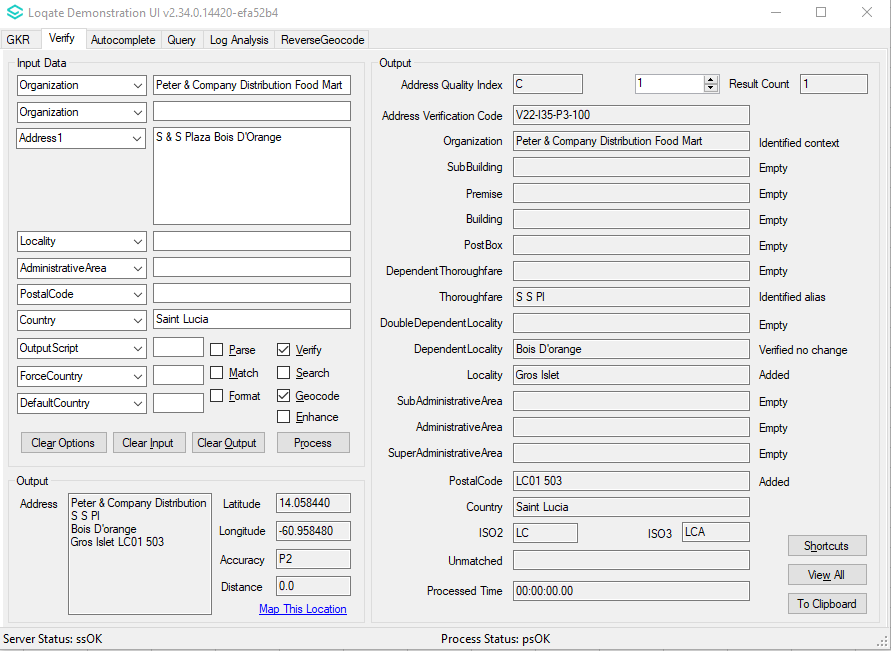 Loqate Demonstration UI v2.34.0.14420-efa52b4
GKR Verify Autocomplete Query Log Analysis ReverseGeocode
Input Data
Organization Peter & Company Distribution Food Mart
Organization
Address1 S & S Plaza Bois D'Orange
Locality
AdministrativeArea
PostalCode
Country Saint Lucia
OutputScript Parse Verify
ForceCountry Match Search
DefaultCountry Format Geocode
Enhance
Clear Options Clear Input Clear Output Process
Output
Address Peter & Company Distribution
S S Pl
Bois D'orange
Gros Islet LC01 503
Latitude 14.058440
Longitude -60.958480
Accuracy P2
Distance 0.0
Map This Location
Output
Address Quality Index C 1 Result Count 1
Address Verification Code V22-I35-P3-100
Organization Peter & Company Distribution Food Mart Identified context
SubBuilding Empty
Premise Empty
Building Empty
PostBox Empty
DependentThoroughfare Empty
Thoroughfare S S Pl Identified alias
DoubleDependentLocality Empty
DependentLocality Bois D'orange Verified no change
Locality Gros Islet Added
SubAdministrativeArea Empty
AdministrativeArea Empty
SuperAdministrativeArea Empty
PostalCode LC01 503 Added
Country Saint Lucia
ISO2 LC ISO3 LCA
Unmatched
Processed Time 00:00:00.00
Shortcuts
View All
To Clipboard
Server Status: ssOK Process Status: psOK